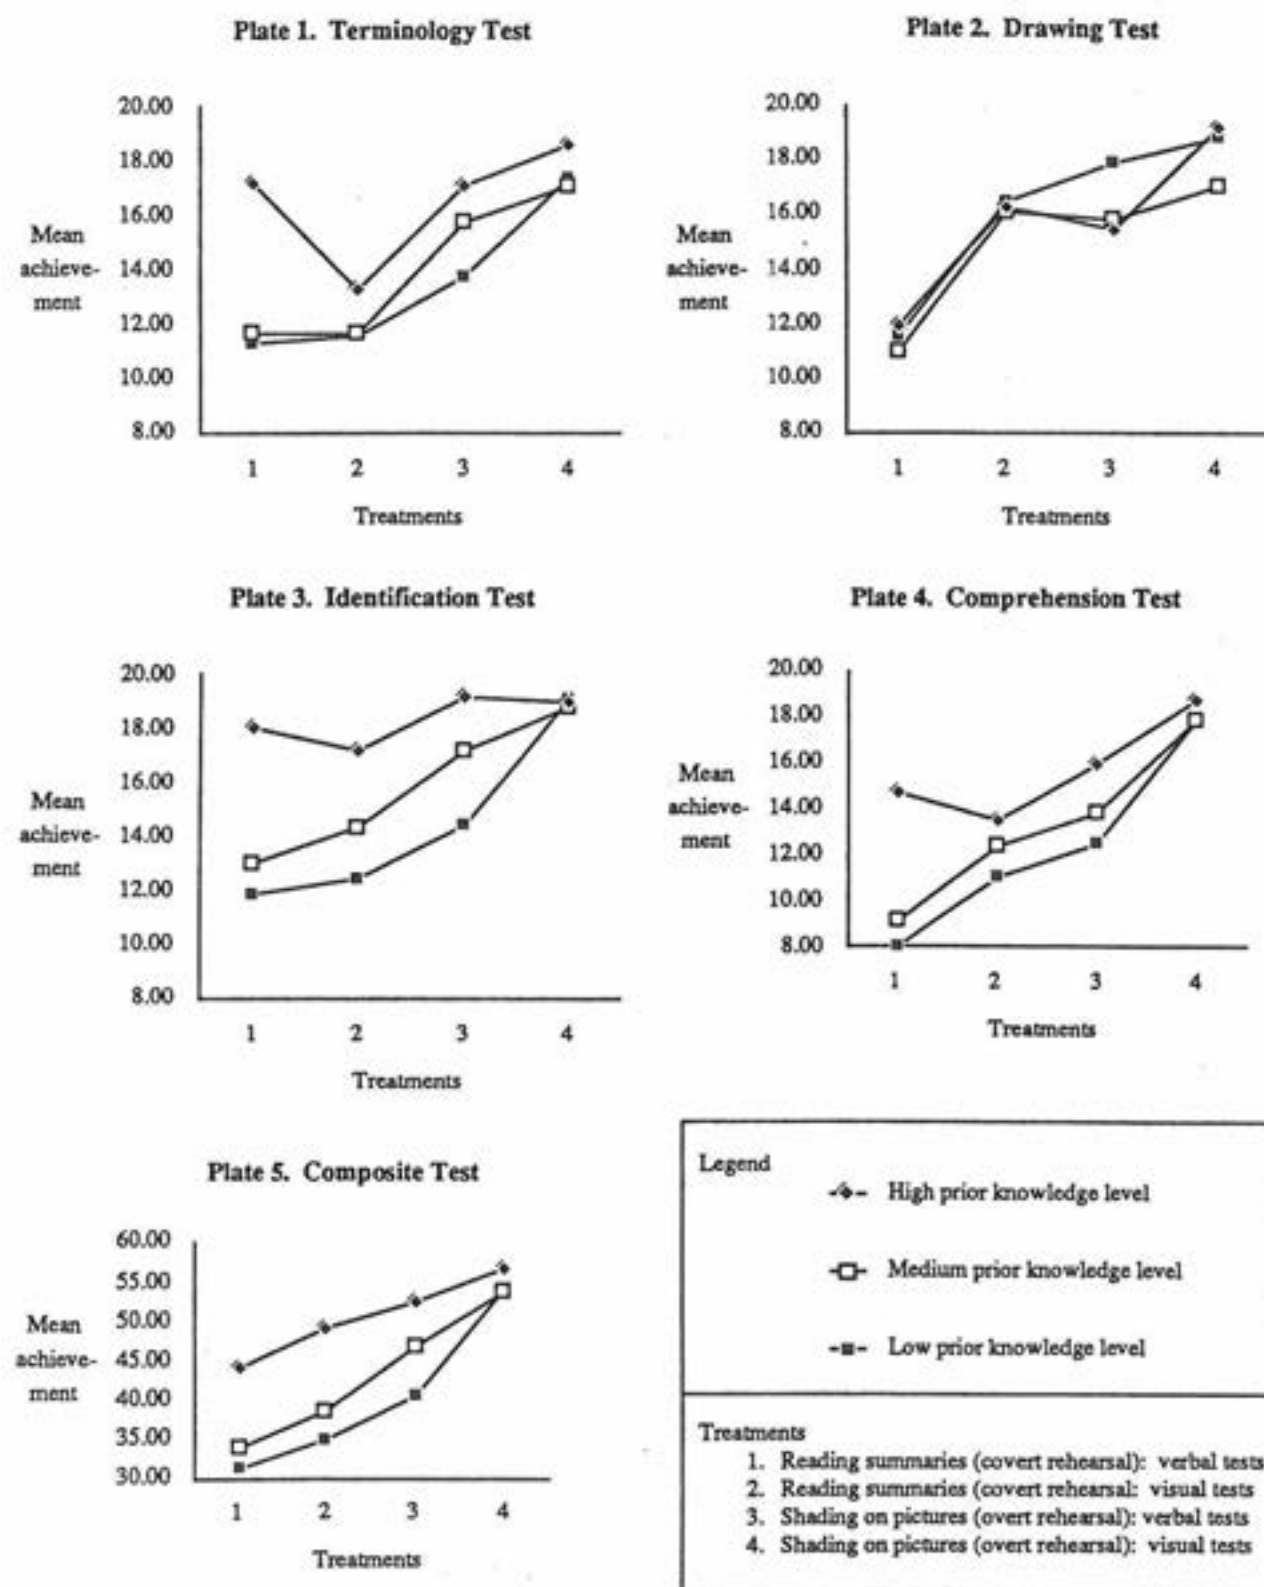 Plate 1. Terminology Test
20.00
18.00
16.00
14.00
12.00
10.00
8.00
Mean
achieve-
ment
1 2 3 4
Treatments
Plate 2. Drawing Test
20.00
18.00
16.00
14.00
12.00
10.00
8.00
Mean
achieve-
ment
1 2 3 4
Treatments
Plate 3. Identification Test
20.00
18.00
16.00
14.00
12.00
10.00
8.00
Mean
achieve-
ment
1 2 3 4
Treatments
Plate 4. Comprehension Test
20.00
18.00
16.00
14.00
12.00
10.00
8.00
Mean
achieve-
ment
1 2 3 4
Treatments
Plate 5. Composite Test
60.00
55.00
50.00
45.00
40.00
35.00
30.00
Mean
achieve-
ment
1 2 3 4
Treatments
Legend
High prior knowledge level
Medium prior knowledge level
Low prior knowledge level
Treatments
1. Reading summaries (covert rehearsal): verbal tests
2. Reading summaries (covert rehearsal: visual tests
3. Shading on pictures (overt rehearsal): verbal tests
4. Shading on pictures (overt rehearsal): visual tests